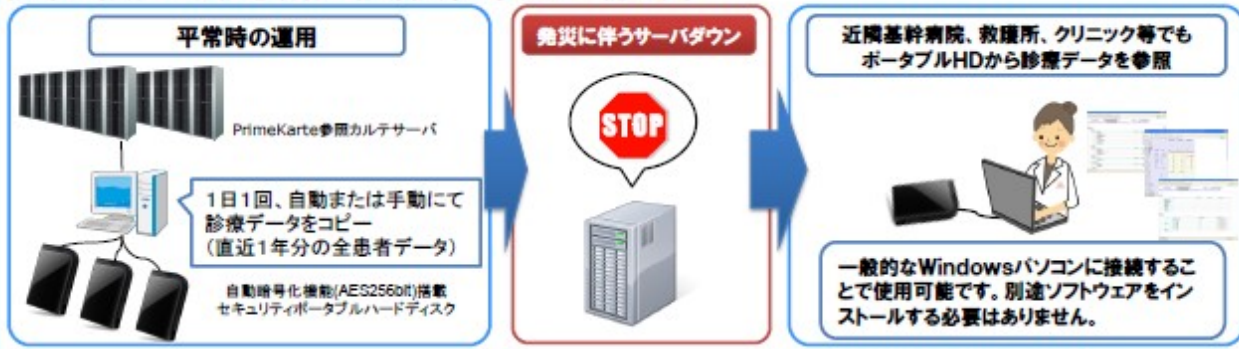 平常時の運用
PrimeKarte参照カルテサーバ
1日1回、自動または手動にて
診療データをコピー
(直近1年分の全患者データ)
自動暗号化機能(AES256bit)搭載
セキュリティポータブルハードディスク
発災に伴うサーバダウン
STOP
近隣基幹病院、救護所、クリニック等でも
ポータブルHDから診療データを参照
一般的なWindowsパソコンに接続するこ
とで使用可能です。別途ソフトウェアをイン
ストールする必要はありません。